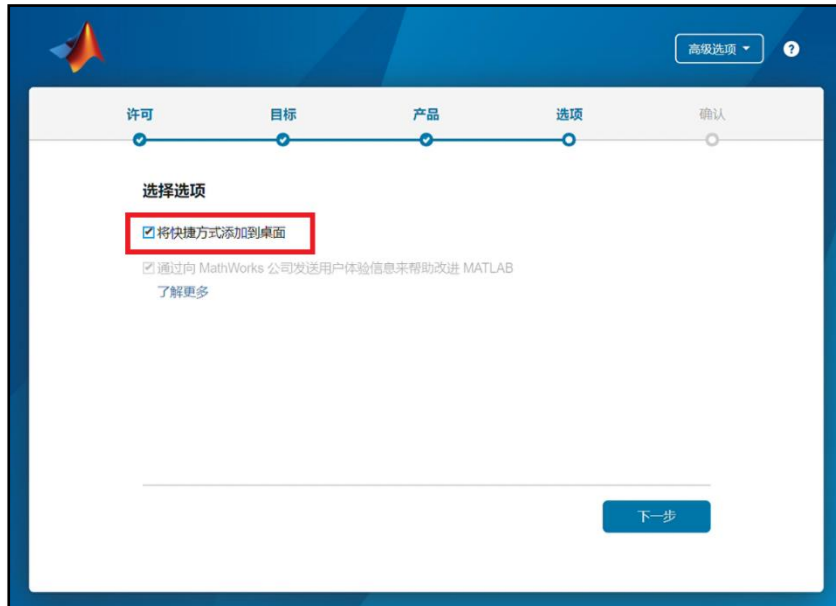 高级选项
?
许可
目标
产品
选项
确认
选择选项
将快捷方式添加到桌面
通过向 MathWorks 公司发送用户体验信息来帮助改进 MATLAB
了解更多
下一步